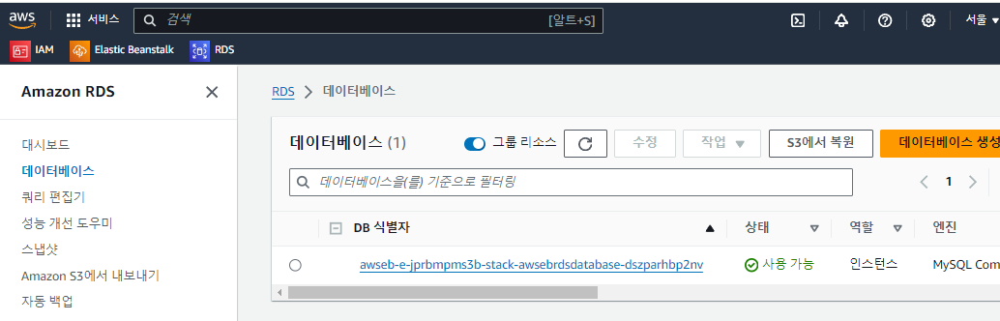 aws 서비스 검색 [알트+S] 서울
IAM Elastic Beanstalk RDS
Amazon RDS
RDS 데이터베이스
대시보드
데이터베이스
쿼리 편집기
성능 개선 도우미
스냅샷
Amazon S3에서 내보내기
자동 백업
데이터베이스 (1) 그룹 리소스 수정 작업 S3에서 복원 데이터베이스 생성
데이터베이스을(를) 기준으로 필터링 1
DB 식별자 상태 역할 엔진
awseb-e-jprbmpms3b-stack-awsebrdsdatabase-dszparhbp2nv 사용 가능 인스턴스 MySQL Com